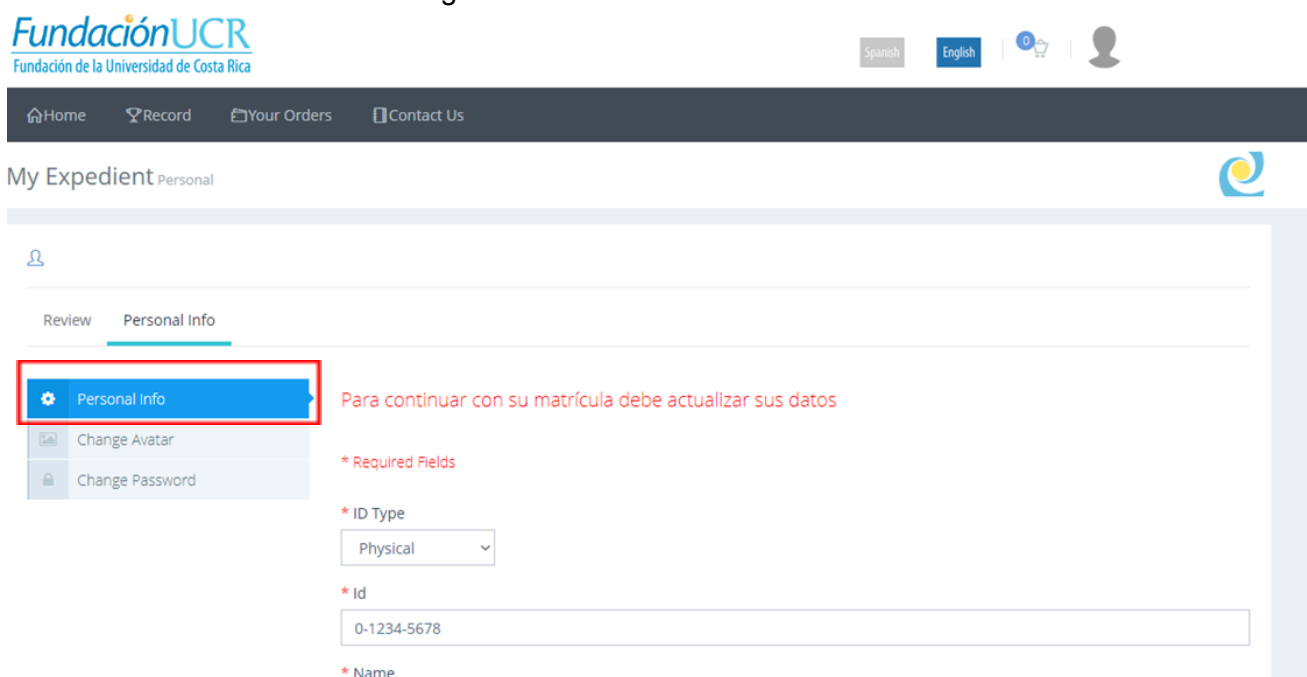 FundaciónUCR
Fundación de la Universidad de Costa Rica
Spanish English 0
Home Record Your Orders Contact Us
My Expedient Personal
Review Personal Info
Personal Info
Change Avatar
Change Password
Para continuar con su matrícula debe actualizar sus datos
* Required Fields
* ID Type
Physical
* Id
0-1234-5678
* Name